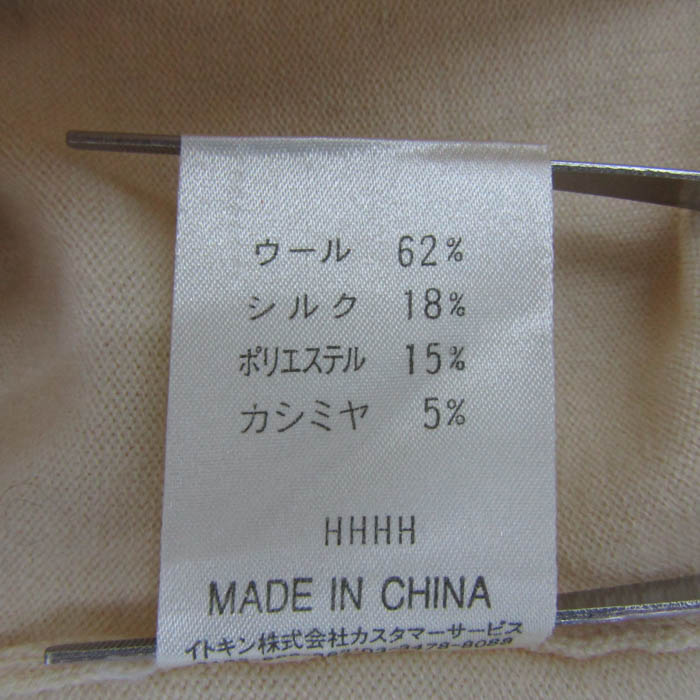 ウール 62%
シルク 18%
ポリエステル 15%
カシミヤ 5%
HHHH
MADE IN CHINA
イトキン株式会社カスタマーサービス